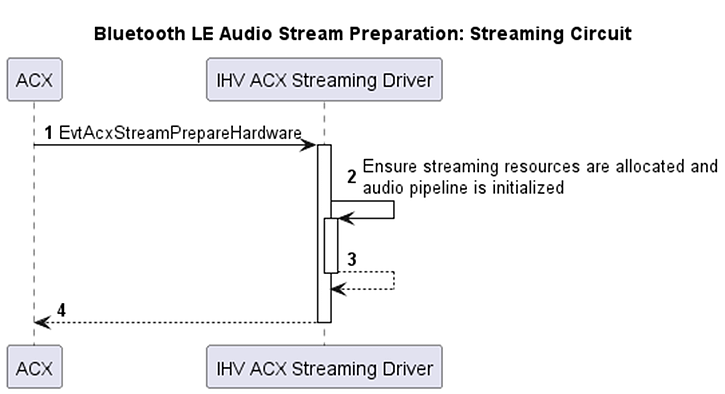 Bluetooth LE Audio Stream Preparation: Streaming Circuit
ACX
IHV ACX Streaming Driver
1 EvtAcxStreamPrepareHardware
2 Ensure streaming resources are allocated and
audio pipeline is initialized
3
4
ACX
IHV ACX Streaming Driver